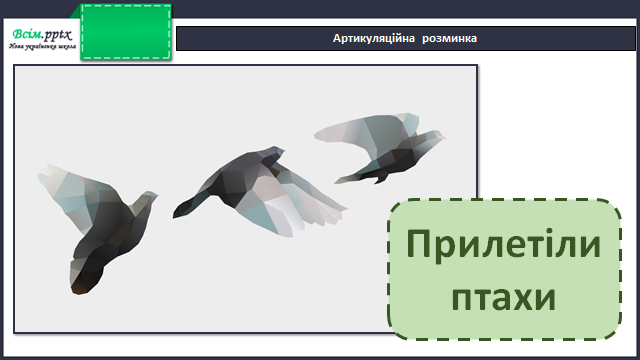 Всім.pptx
Нова українська школа
Артикуляційна розминка
Прилетіли
птахи